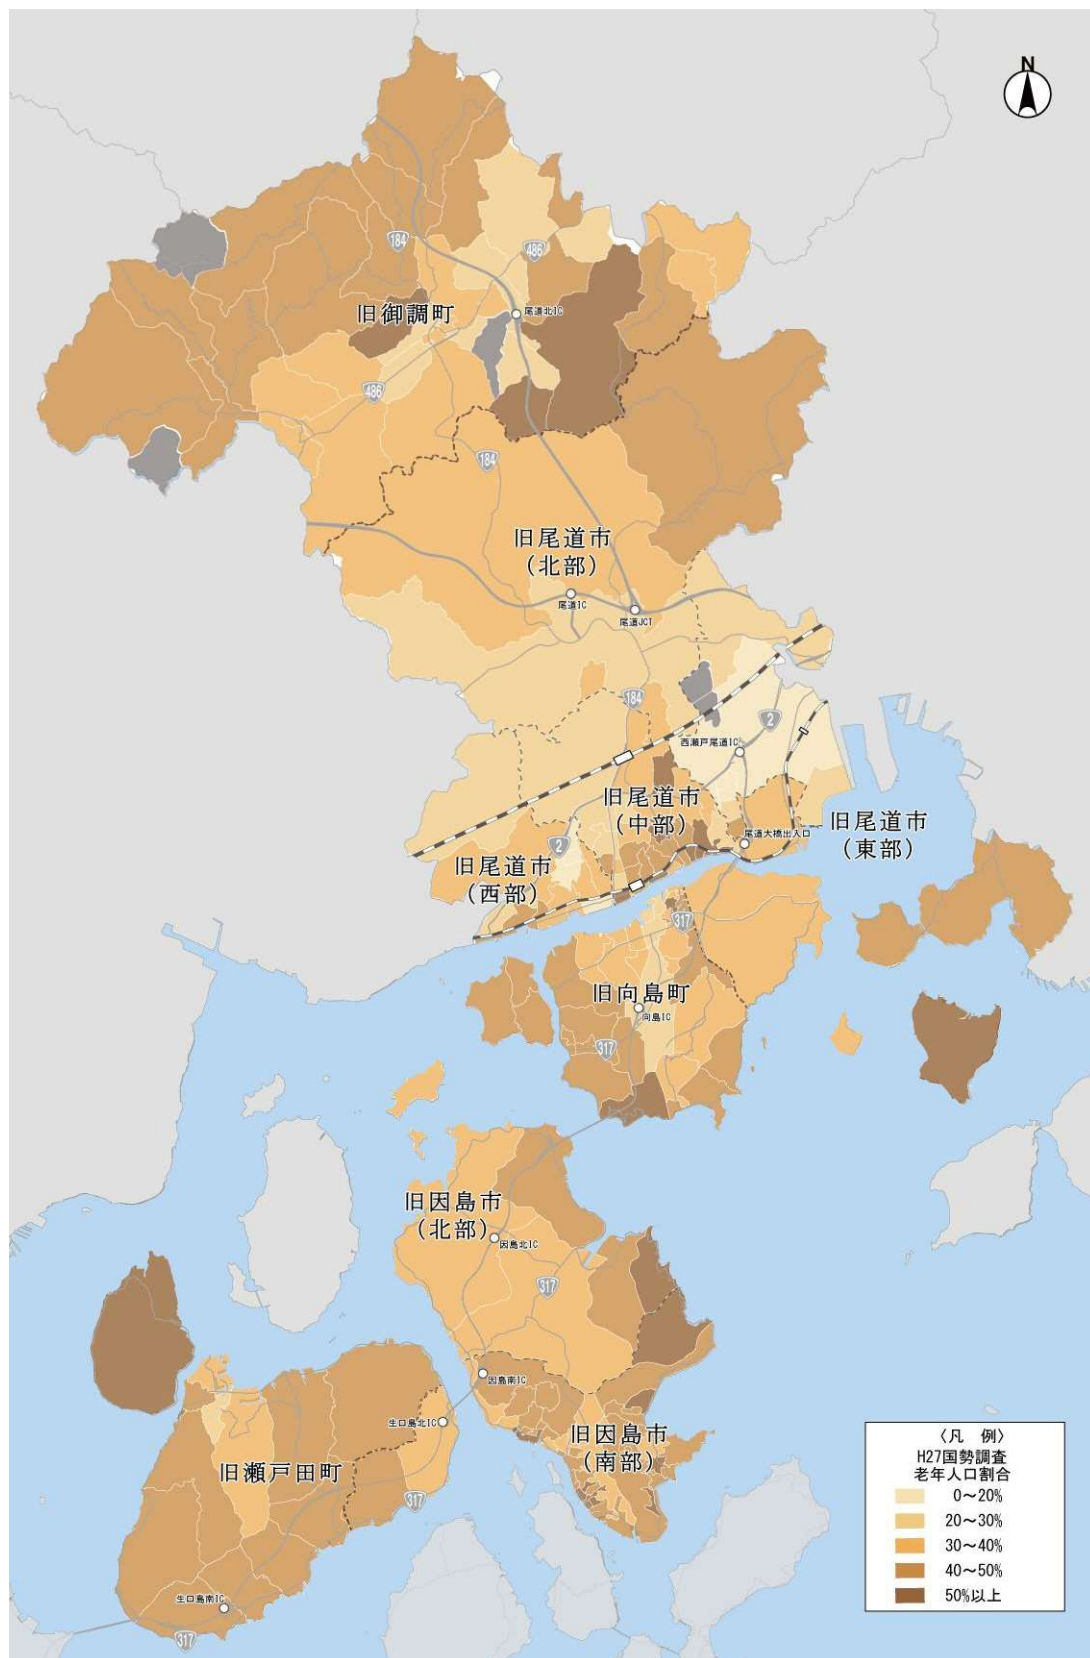 N
184
486
旧御調町
尾道北IC
486
184
旧尾道市
（北部）
尾道IC
尾道JCT
184
2
西瀬戸尾道IC
旧尾道市
（中部）
尾道大橋出入口
旧尾道市
（東部）
2
旧尾道市
（西部）
317
旧向島町
向島IC
317
旧因島市
（北部）
因島北IC
317
因島南IC
生口島北IC
旧因島市
（南部）
旧瀬戸田町
317
生口島南IC
317
〈凡　例〉
H27国勢調査
老年人口割合
0～20%
20～30%
30～40%
40～50%
50%以上